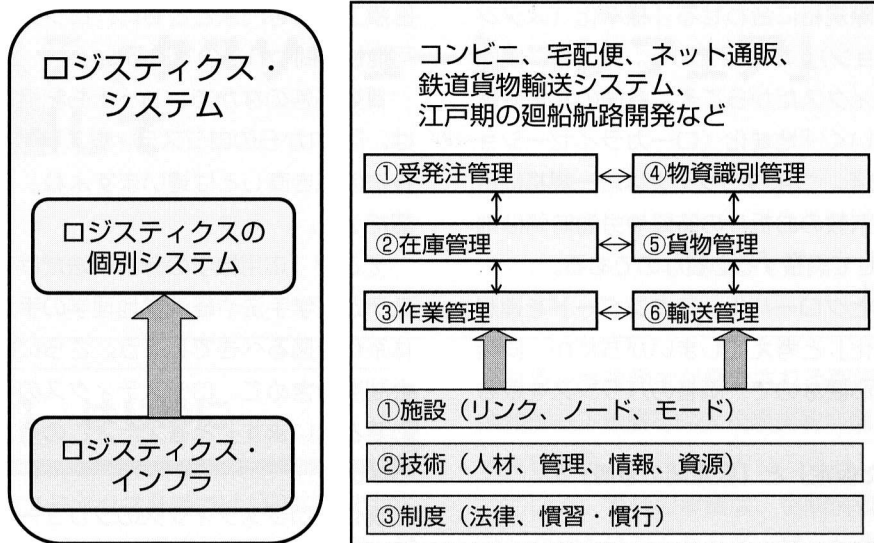 ロジスティクス・
システム
ロジスティクスの
個別システム
ロジスティクス・
インフラ
コンビニ、宅配便、ネット通販、
鉄道貨物輸送システム、
江戸期の廻船航路開発など
①受発注管理
④物資識別管理
②在庫管理
⑤貨物管理
③作業管理
⑥輸送管理
①施設（リンク、ノード、モード）
②技術（人材、管理、情報、資源）
③制度（法律、慣習・慣行）